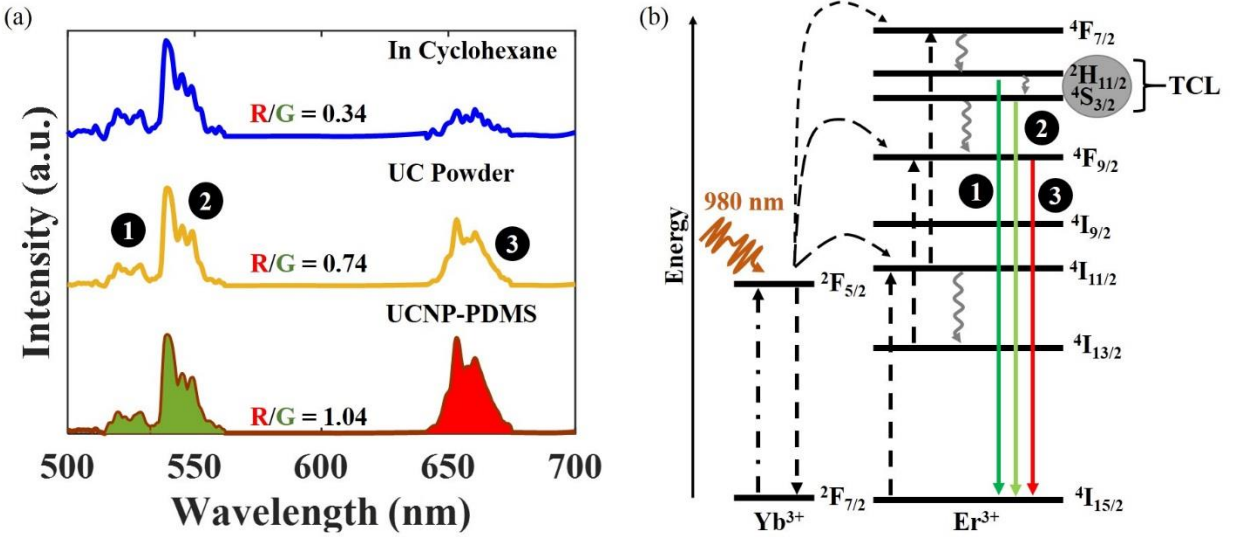 (a)
In Cyclohexane
R/G = 0.34
UC Powder
1
2
3
R/G = 0.74
UCNP-PDMS
R/G = 1.04
Intensity (a.u.)
500 550 600 650 700
Wavelength (nm)
(b)
Energy
980 nm
²F₅/₂
²F₇/₂
Yb³⁺
⁴F₇/₂
²H₁₁/₂
⁴S₃/₂
TCL
2
⁴F₉/₂
1
3
⁴I₉/₂
⁴I₁₁/₂
⁴I₁₃/₂
⁴I₁₅/₂
Er³⁺